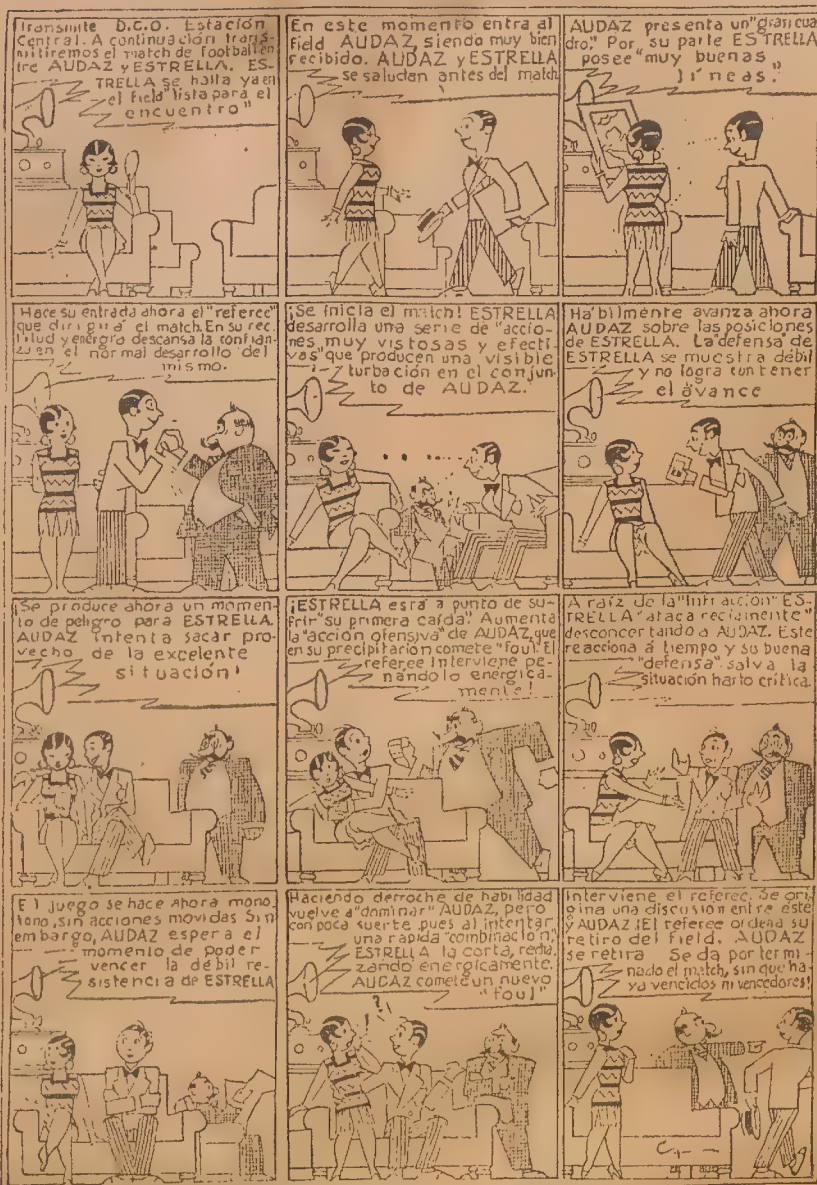 Transmite D.C.O. Estación
Central. A continuación trans-
mitiremos el match de football en
tre AUDAZ y ESTRELLA. ES-
TRELLA se halla ya en
el field "lista para el
encuentro"
En este momento entra al
field AUDAZ, siendo muy bien
recibido. AUDAZ y ESTRELLA
se saludan antes del match
AUDAZ presenta un "gran cua
dro." Por su parte ESTRELLA
posee "muy buenas
líneas."
Hace su entrada ahora el "referee"
que dirigirá el match. En su rec
titud y energía descansa la confian-
za en el normal desarrollo del
mismo.
¡Se inicia el match! ESTRELLA
desarrolla una serie de "accio-
nes muy vistosas y efecti
vas" que producen una visible
turbación en el conjun-
to de AUDAZ.
Hábilmente avanza ahora
AUDAZ sobre las posiciones
de ESTRELLA. La "defensa" de
ESTRELLA se muestra débil
y no logra contener
el avance
¡Se produce ahora un momen-
to de peligro para ESTRELLA.
AUDAZ intenta sacar pro-
vecho de la excelente
situación!
¡ESTRELLA está a punto de su-
frir "su primera caída". Aumenta
la "acción ofensiva" de AUDAZ, que
en su precipitación comete "foul". El
referee interviene pe-
nándolo enérgica-
mente!
A raíz de la "infracción" ES-
TRELLA "ataca reciamente"
desconcertando a AUDAZ. Este
reacciona a tiempo y su buena
"defensa" salva la
situación harto crítica.
El juego se hace ahora mono
tono, sin acciones movidas Sin
embargo, AUDAZ espera el
momento de poder
vencer la débil re-
sistencia de ESTRELLA
Haciendo derroche de habilidad
vuelve a "dominar" AUDAZ, pero
con poca suerte pues al intentar
una rápida "combinación",
ESTRELLA la corta, recha
zando enérgicamente.
AUDAZ comete un nuevo
"foul"
!?
Interviene el referee. Se ori
gina una discusión entre éste
y AUDAZ ¡El referee ordena su
retiro del field. AUDAZ
se retira Se da por termi-
nado el match, sin que ha-
ya vencidos ni vencedores!